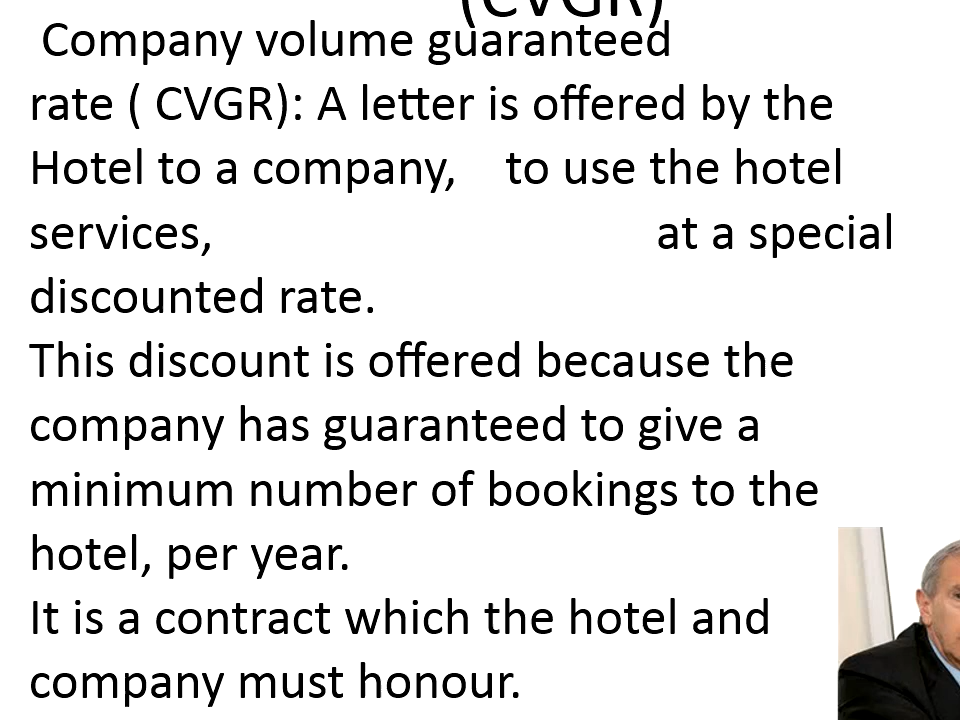 (CVGR)
Company volume guaranteed
rate ( CVGR): A letter is offered by the
Hotel to a company, to use the hotel
services, at a special
discounted rate.
This discount is offered because the
company has guaranteed to give a
minimum number of bookings to the
hotel, per year.
It is a contract which the hotel and
company must honour.